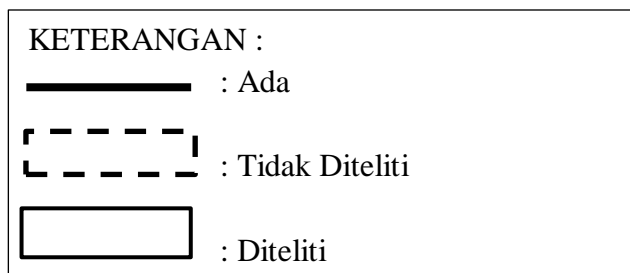 KETERANGAN :
: Ada
: Tidak Diteliti
: Diteliti